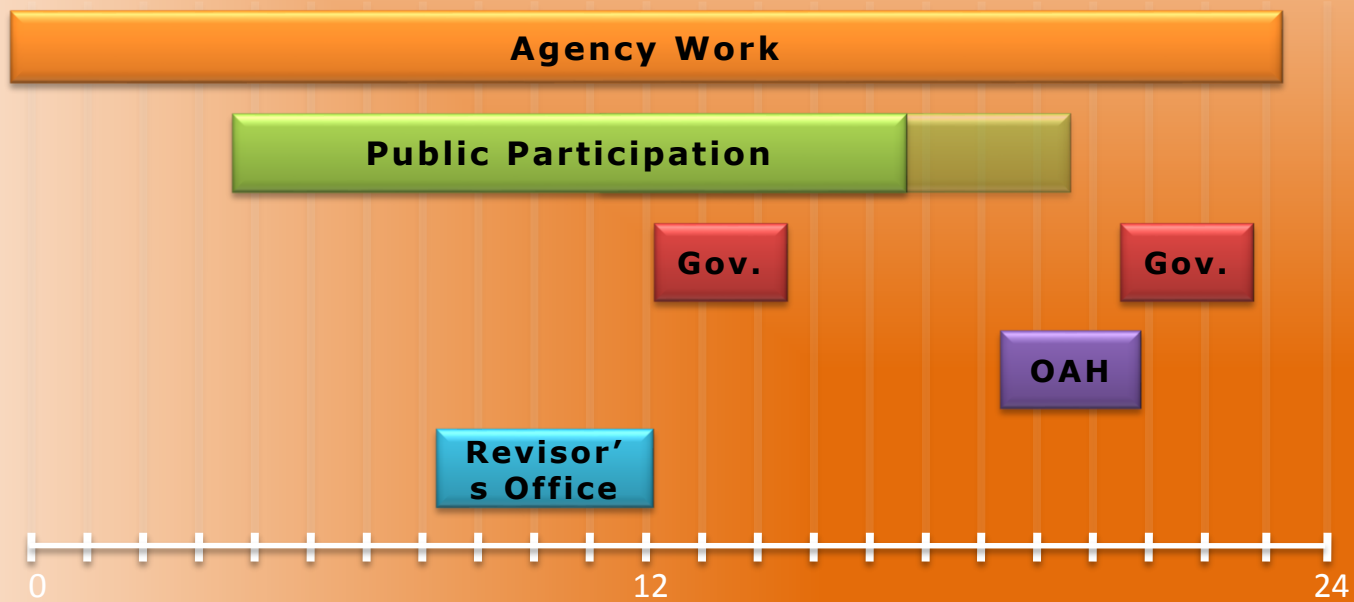 Agency Work
Public Participation
Gov.
Gov.
OAH
Revisor’
s Office
0
12
24